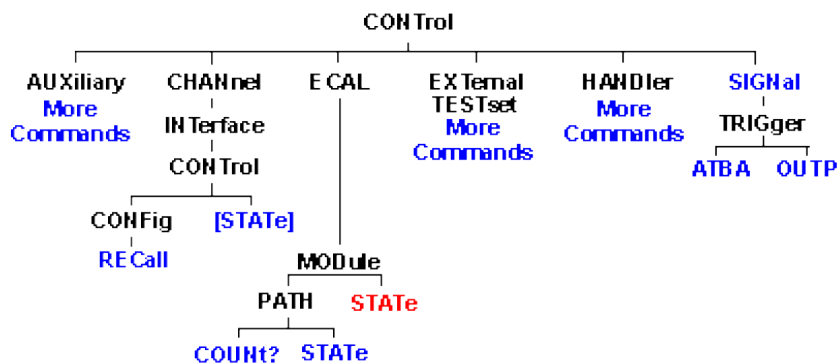 CONTrol
AUXiliary CHANnel ECAL EXTernal HANDler SIGNal
More TESTset More TRIGger
Commands INTerface More Commands
Commands
CONTrol ATBA OUTP
CONFig [STATe]
RECall MODule
PATH STATe
COUNt? STATe